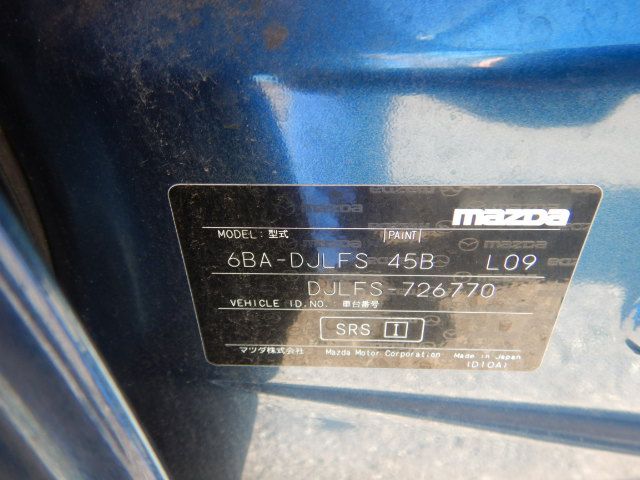 mazda
MODEL:型式 PAINT
6BA-DJLFS 45B L09
DJLFS-726770
VEHICLE ID.NO.:車台番号
SRS I
マツダ株式会社 Mazda Motor Corporation Made in Japan
(D10A)